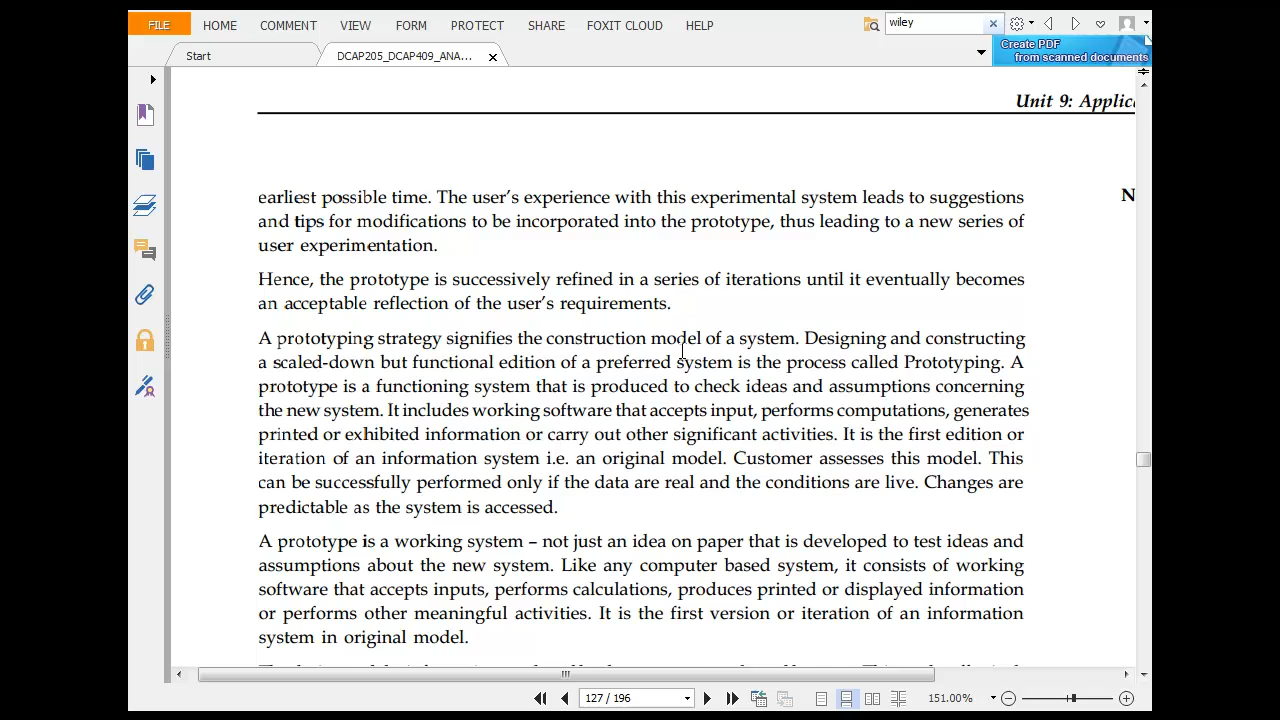 FILE HOME COMMENT VIEW FORM PROTECT SHARE FOXIT CLOUD HELP wiley
Start DCAP205_DCAP409_ANA... Create PDF
from scanned documents
Unit 9: Applic
earliest possible time. The user's experience with this experimental system leads to suggestions N
and tips for modifications to be incorporated into the prototype, thus leading to a new series of
user experimentation.
Hence, the prototype is successively refined in a series of iterations until it eventually becomes
an acceptable reflection of the user's requirements.
A prototyping strategy signifies the construction model of a system. Designing and constructing
a scaled-down but functional edition of a preferred system is the process called Prototyping. A
prototype is a functioning system that is produced to check ideas and assumptions concerning
the new system. It includes working software that accepts input, performs computations, generates
printed or exhibited information or carry out other significant activities. It is the first edition or
iteration of an information system i.e. an original model. Customer assesses this model. This
can be successfully performed only if the data are real and the conditions are live. Changes are
predictable as the system is accessed.
A prototype is a working system – not just an idea on paper that is developed to test ideas and
assumptions about the new system. Like any computer based system, it consists of working
software that accepts inputs, performs calculations, produces printed or displayed information
or performs other meaningful activities. It is the first version or iteration of an information
system in original model.
127 / 196 151.00%